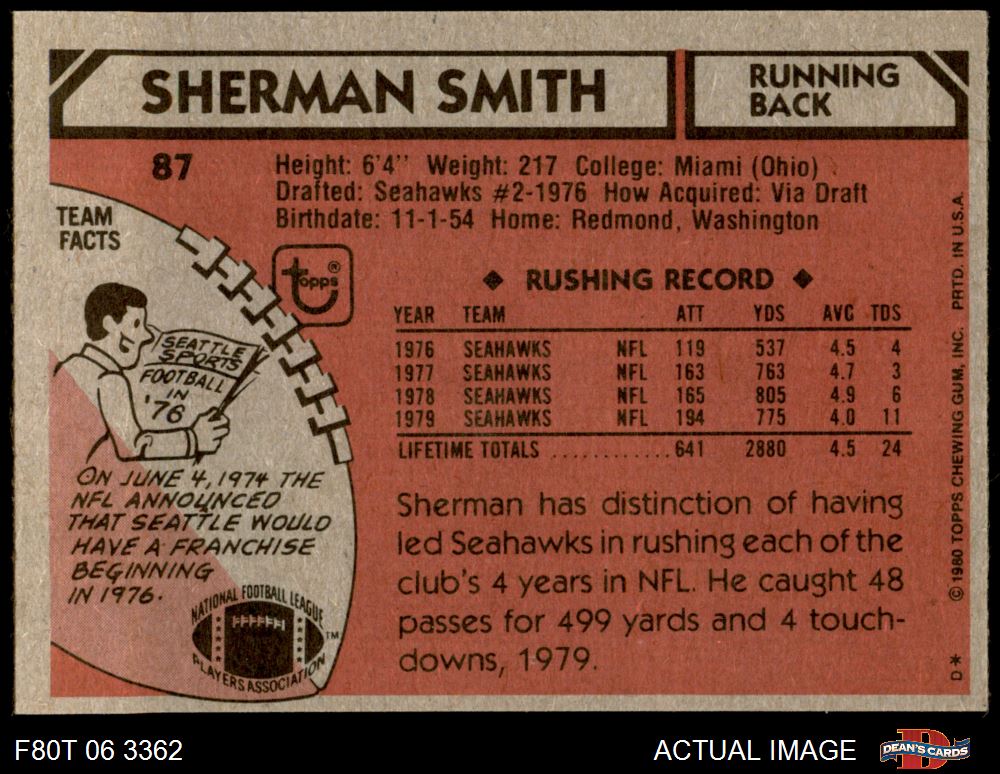 SHERMAN SMITH
RUNNING
BACK
87
Height: 6'4'' Weight: 217 College: Miami (Ohio)
Drafted: Seahawks #2-1976 How Acquired: Via Draft
Birthdate: 11-1-54 Home: Redmond, Washington
TEAM
FACTS
topps®
SEATTLE
SPORTS
FOOTBALL
IN
'76
ON JUNE 4, 1974 THE
NFL ANNOUNCED
THAT SEATTLE WOULD
HAVE A FRANCHISE
BEGINNING
IN 1976.
NATIONAL FOOTBALL LEAGUE
PLAYERS ASSOCIATION
TM
◆ RUSHING RECORD ◆
YEAR TEAM ATT YDS AVG TDS
1976 SEAHAWKS NFL 119 537 4.5 4
1977 SEAHAWKS NFL 163 763 4.7 3
1978 SEAHAWKS NFL 165 805 4.9 6
1979 SEAHAWKS NFL 194 775 4.0 11
LIFETIME TOTALS ............ 641 2880 4.5 24
Sherman has distinction of having
led Seahawks in rushing each of the
club's 4 years in NFL. He caught 48
passes for 499 yards and 4 touch-
downs, 1979.
D* © 1980 TOPPS CHEWING GUM, INC. PRTD. IN U.S.A.
F80T 06 3362
ACTUAL IMAGE
D
DEAN'S CARDS